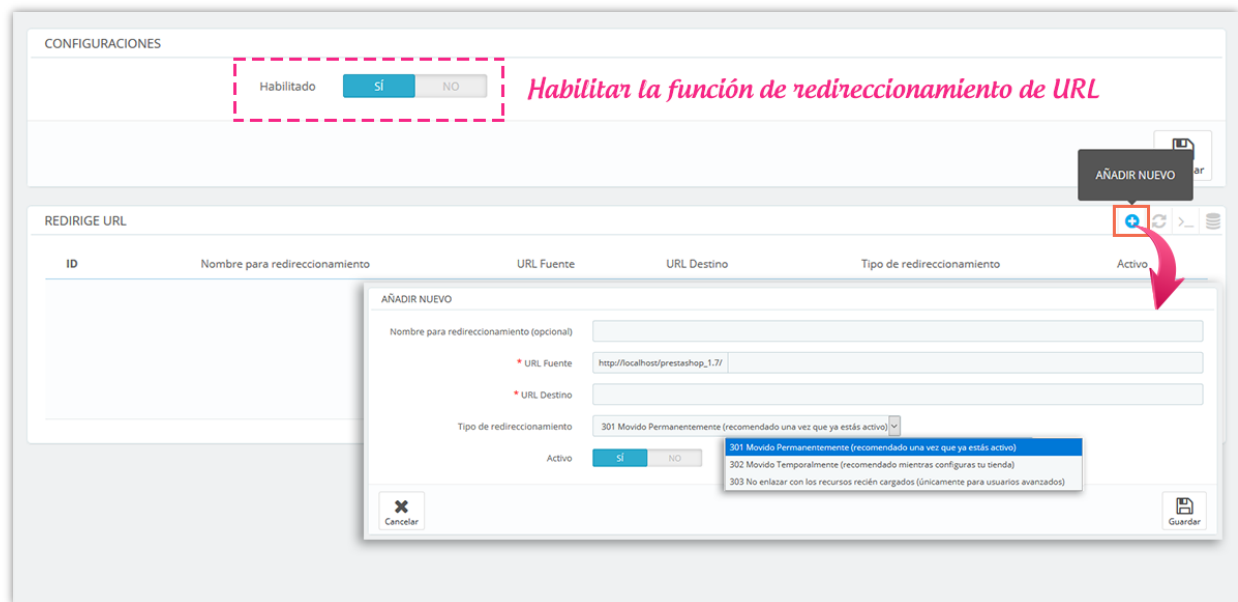 CONFIGURACIONES
Habilitado SÍ NO Habilitar la función de redireccionamiento de URL
AÑADIR NUEVO
REDIRIGE URL
ID Nombre para redireccionamiento URL Fuente URL Destino Tipo de redireccionamiento Activo
AÑADIR NUEVO
Nombre para redireccionamiento (opcional)
* URL Fuente http://localhost/prestashop_1.7/
* URL Destino
Tipo de redireccionamiento 301 Movido Permanentemente (recomendado una vez que ya estás activo)
301 Movido Permanentemente (recomendado una vez que ya estás activo)
Activo SÍ NO
302 Movido Temporalmente (recomendado mientras configuras tu tienda)
303 No enlazar con los recursos recién cargados (únicamente para usuarios avanzados)
Cancelar Guardar